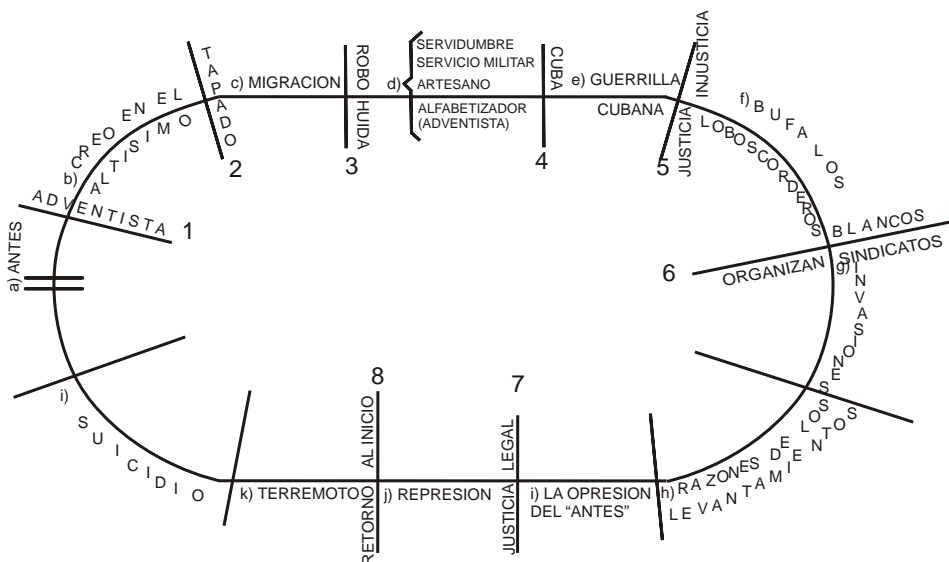 a) ANTES
ADVENTISTA
1
b) CREO EN EL
ALTISIMO
TAPADO
2
c) MIGRACION
ROBO HUIDA
3
d)
SERVIDUMBRE
SERVICIO MILITAR
ARTESANO
ALFABETIZADOR
(ADVENTISTA)
CUBA
4
e) GUERRILLA
CUBANA
INJUSTICIA
JUSTICIA
5
f) BUFALOS
LOBOS CORDEROS
BLANCOS
6
ORGANIZAN SINDICATOS
g) INVASIONES
h) RAZONES DE LOS
LEVANTAMIENTOS
i) LA OPRESION
DEL “ANTES”
7
JUSTICIA LEGAL
j) REPRESION
8
RETORNO AL INICIO
k) TERREMOTO
i) SUICIDIO